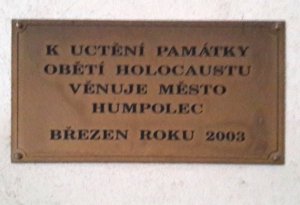 K UCTĚNÍ PAMÁTKY
OBĚTÍ HOLOCAUSTU
VĚNUJE MĚSTO
HUMPOLEC
BŘEZEN ROKU 2003